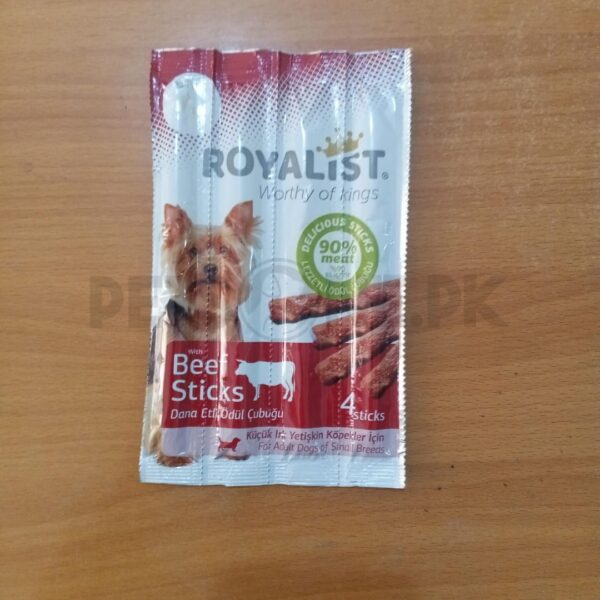 ROYALIST®
Worthy of kings
DELICIOUS STICKS
90%
meat
LEZZETLİ ÖDÜL ÇUBUĞU
With
Beef
Sticks
Dana Etli Ödül Çubuğu
4 sticks
Küçük Irk Yetişkin Köpekler İçin
For Adult Dogs of Small Breeds